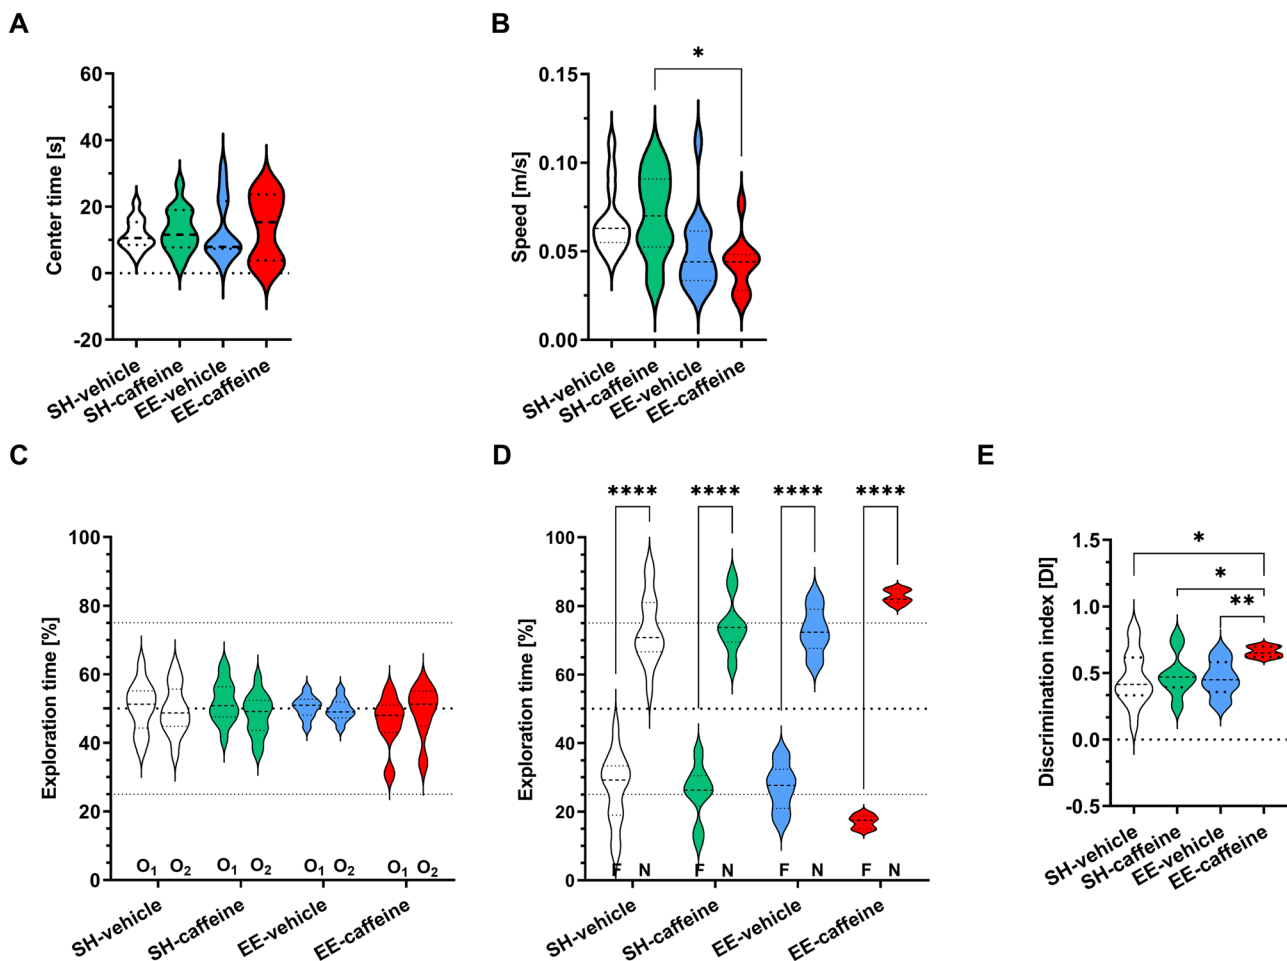 A
Center time [s]
60
40
20
0
-20
SH-vehicle
SH-caffeine
EE-vehicle
EE-caffeine
B
*
Speed [m/s]
0.15
0.10
0.05
0.00
SH-vehicle
SH-caffeine
EE-vehicle
EE-caffeine
C
Exploration time [%]
100
80
60
40
20
0
O1 O2 O1 O2 O1 O2 O1 O2
SH-vehicle
SH-caffeine
EE-vehicle
EE-caffeine
D
**** **** **** ****
Exploration time [%]
100
80
60
40
20
0
F N F N F N F N
SH-vehicle
SH-caffeine
EE-vehicle
EE-caffeine
E
*
*
**
Discrimination index [DI]
1.5
1.0
0.5
0.0
-0.5
SH-vehicle
SH-caffeine
EE-vehicle
EE-caffeine